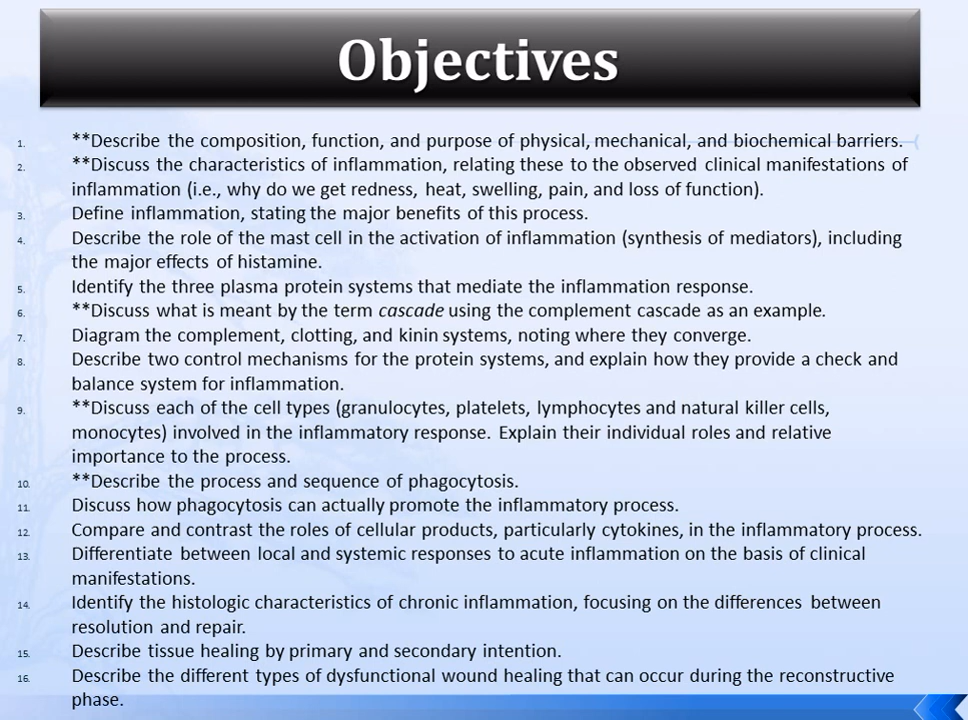 Objectives
1. **Describe the composition, function, and purpose of physical, mechanical, and biochemical barriers.
2. **Discuss the characteristics of inflammation, relating these to the observed clinical manifestations of
inflammation (i.e., why do we get redness, heat, swelling, pain, and loss of function).
3. Define inflammation, stating the major benefits of this process.
4. Describe the role of the mast cell in the activation of inflammation (synthesis of mediators), including
the major effects of histamine.
5. Identify the three plasma protein systems that mediate the inflammation response.
6. **Discuss what is meant by the term cascade using the complement cascade as an example.
7. Diagram the complement, clotting, and kinin systems, noting where they converge.
8. Describe two control mechanisms for the protein systems, and explain how they provide a check and
balance system for inflammation.
9. **Discuss each of the cell types (granulocytes, platelets, lymphocytes and natural killer cells,
monocytes) involved in the inflammatory response. Explain their individual roles and relative
importance to the process.
10. **Describe the process and sequence of phagocytosis.
11. Discuss how phagocytosis can actually promote the inflammatory process.
12. Compare and contrast the roles of cellular products, particularly cytokines, in the inflammatory process.
13. Differentiate between local and systemic responses to acute inflammation on the basis of clinical
manifestations.
14. Identify the histologic characteristics of chronic inflammation, focusing on the differences between
resolution and repair.
15. Describe tissue healing by primary and secondary intention.
16. Describe the different types of dysfunctional wound healing that can occur during the reconstructive
phase.